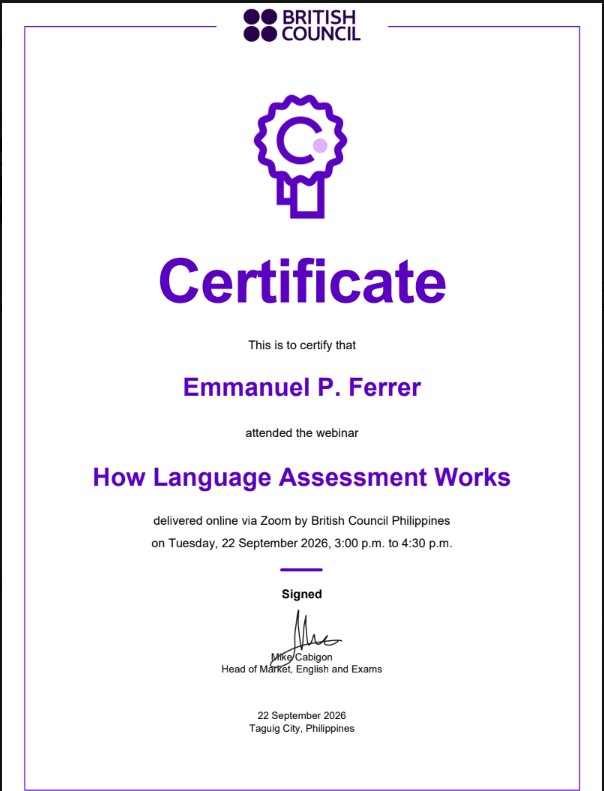 BRITISH
COUNCIL
Certificate
This is to certify that
Emmanuel P. Ferrer
attended the webinar
How Language Assessment Works
delivered online via Zoom by British Council Philippines
on Tuesday, 22 September 2026, 3:00 p.m. to 4:30 p.m.
Signed
Mike Cabigon
Head of Market, English and Exams
22 September 2026
Taguig City, Philippines